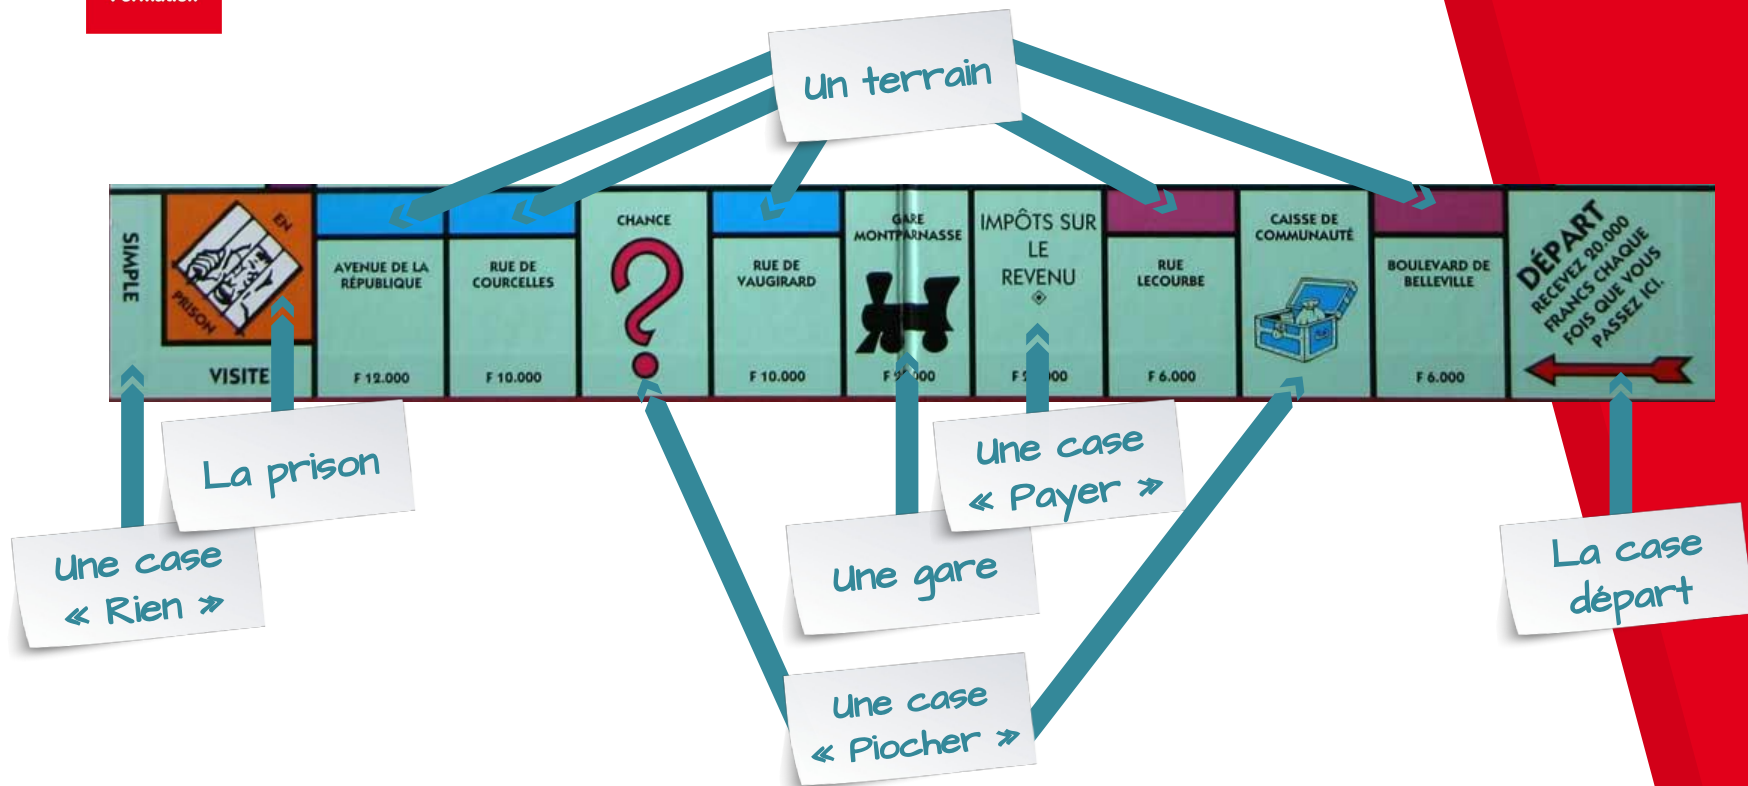 Formation
Un terrain
SIMPLE
VISITE
EN
PRISON
AVENUE DE LA
RÉPUBLIQUE
F 12.000
RUE DE
COURCELLES
F 10.000
CHANCE
RUE DE
VAUGIRARD
F 10.000
GARE
MONTPARNASSE
IMPÔTS SUR
LE
REVENU
RUE
LECOURBE
F 6.000
CAISSE DE
COMMUNAUTÉ
BOULEVARD DE
BELLEVILLE
F 6.000
DÉPART
RECEVEZ 20.000
FRANCS CHAQUE
FOIS QUE VOUS
PASSEZ ICI.
La prison
Une case
« Payer »
Une case
« Rien »
Une gare
La case
départ
Une case
« Piocher »